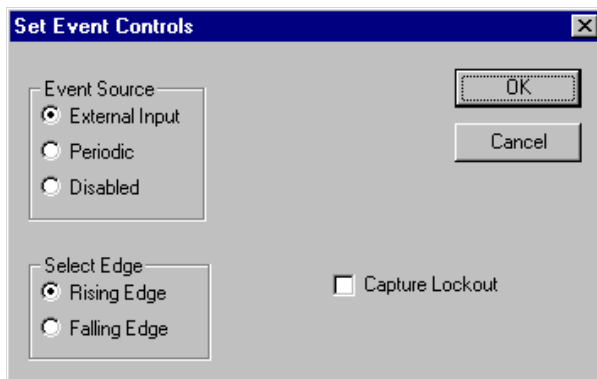 Set Event Controls
Event Source
External Input
Periodic
Disabled
OK
Cancel
Select Edge
Rising Edge
Falling Edge
Capture Lockout